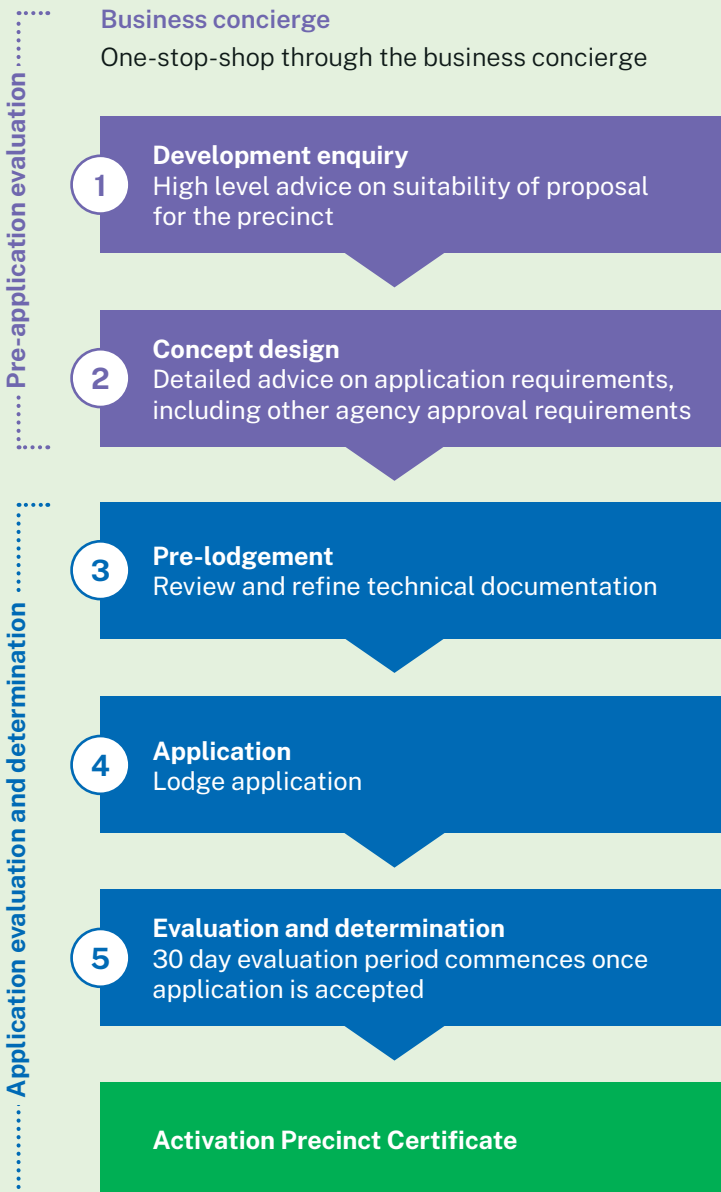 Business concierge
One-stop-shop through the business concierge
Pre-application evaluation
1
Development enquiry
High level advice on suitability of proposal
for the precinct
2
Concept design
Detailed advice on application requirements,
including other agency approval requirements
Application evaluation and determination
3
Pre-lodgement
Review and refine technical documentation
4
Application
Lodge application
5
Evaluation and determination
30 day evaluation period commences once
application is accepted
Activation Precinct Certificate